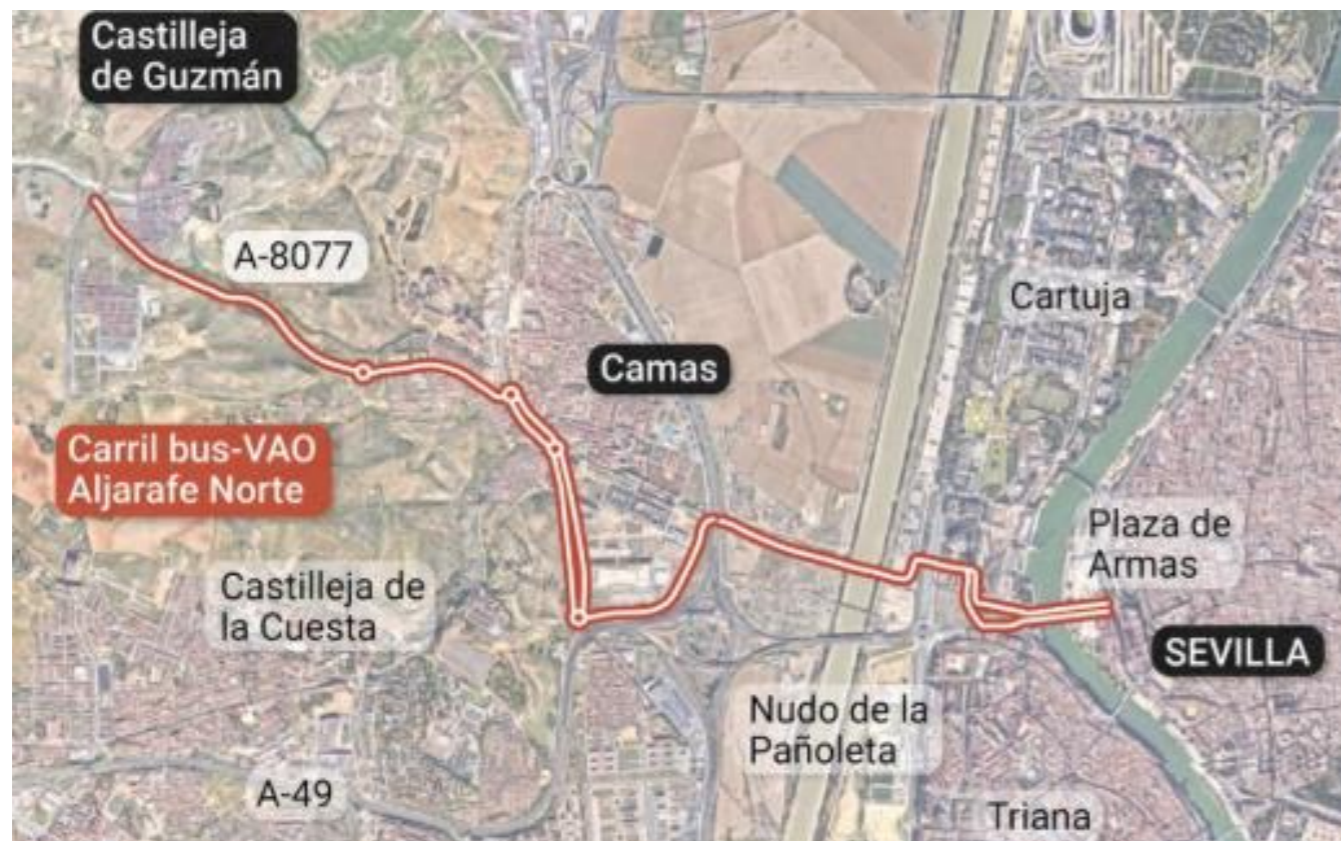 Castilleja
de Guzmán
A-8077
Cartuja
Camas
Carril bus-VAO
Aljarafe Norte
Plaza de
Armas
Castilleja de
la Cuesta
SEVILLA
Nudo de la
Pañoleta
A-49
Triana